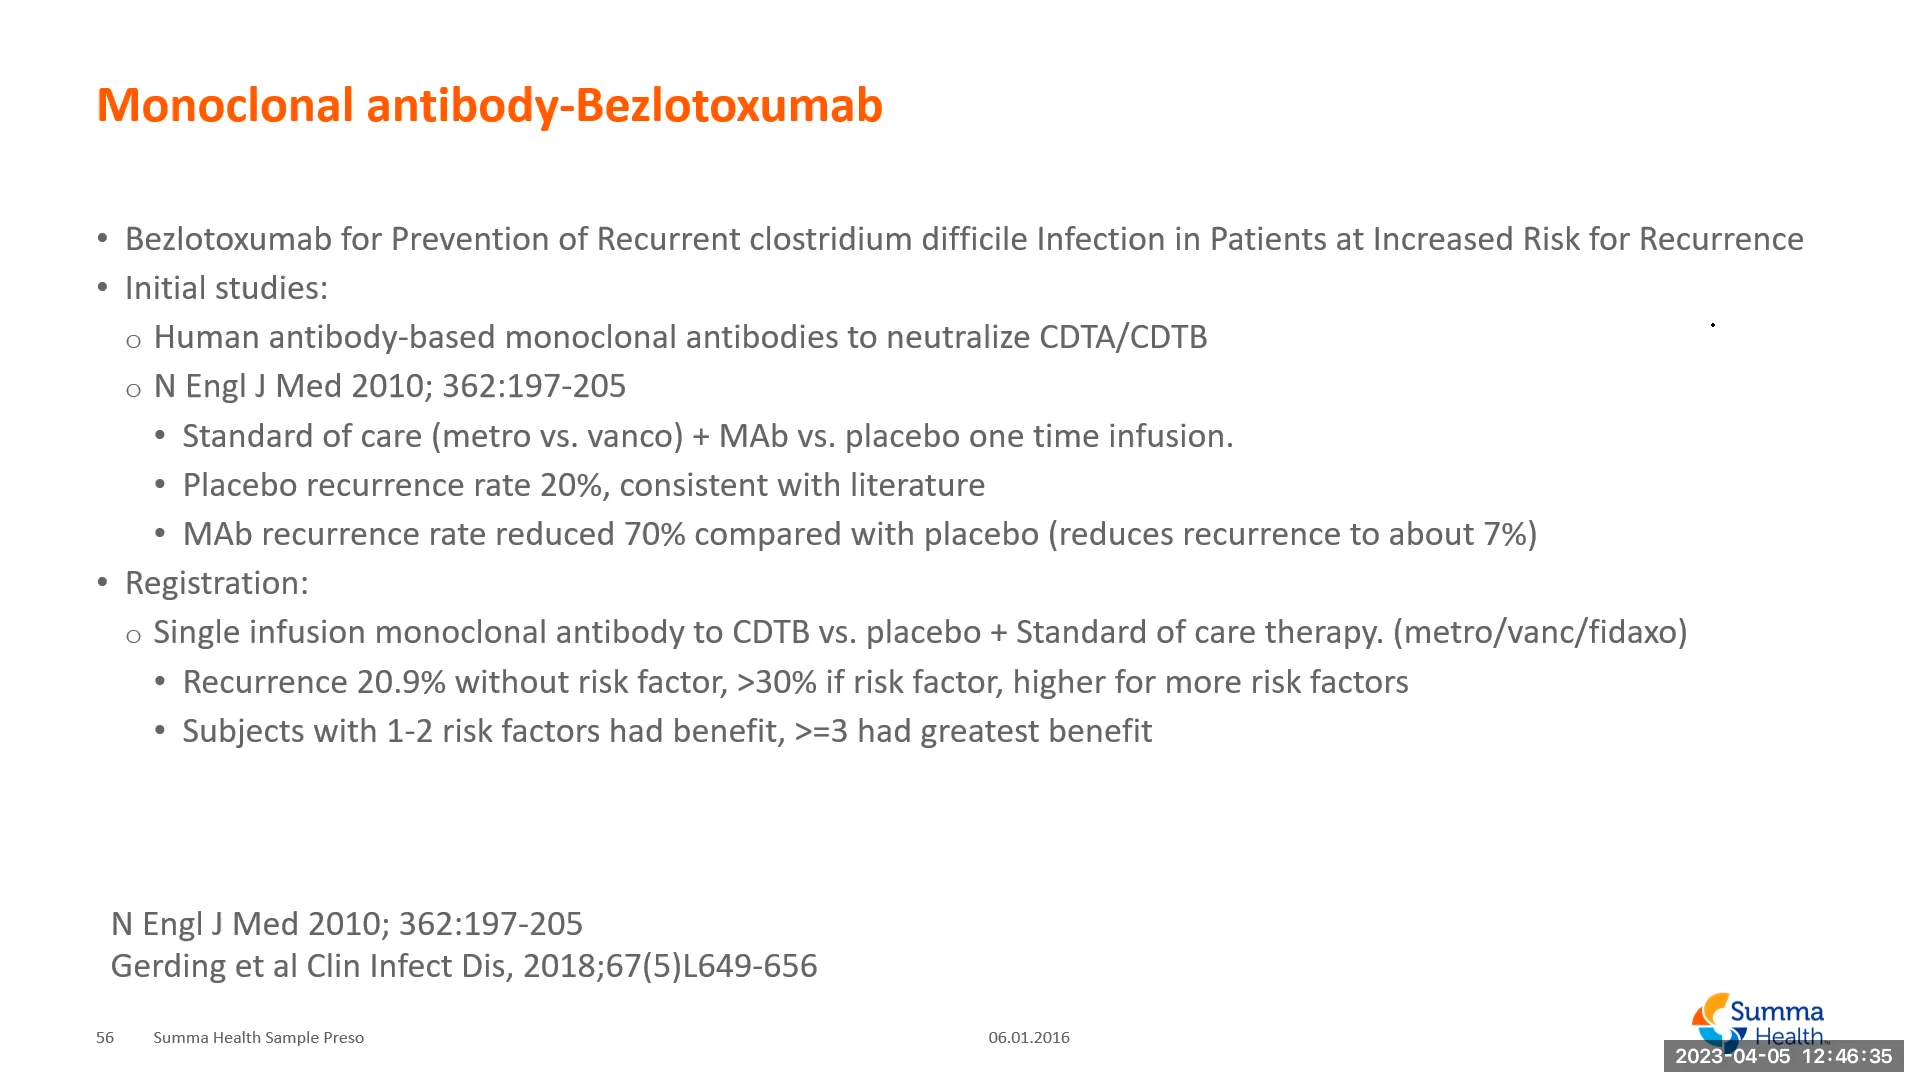 Monoclonal antibody-Bezlotoxumab
• Bezlotoxumab for Prevention of Recurrent clostridium difficile Infection in Patients at Increased Risk for Recurrence
• Initial studies:
o Human antibody-based monoclonal antibodies to neutralize CDTA/CDTB
o N Engl J Med 2010; 362:197-205
• Standard of care (metro vs. vanco) + MAb vs. placebo one time infusion.
• Placebo recurrence rate 20%, consistent with literature
• MAb recurrence rate reduced 70% compared with placebo (reduces recurrence to about 7%)
• Registration:
o Single infusion monoclonal antibody to CDTB vs. placebo + Standard of care therapy. (metro/vanc/fidaxo)
• Recurrence 20.9% without risk factor, >30% if risk factor, higher for more risk factors
• Subjects with 1-2 risk factors had benefit, >=3 had greatest benefit
N Engl J Med 2010; 362:197-205
Gerding et al Clin Infect Dis, 2018;67(5)L649-656
56 Summa Health Sample Preso 06.01.2016
Summa
Health
2023-04-05 12:46:35